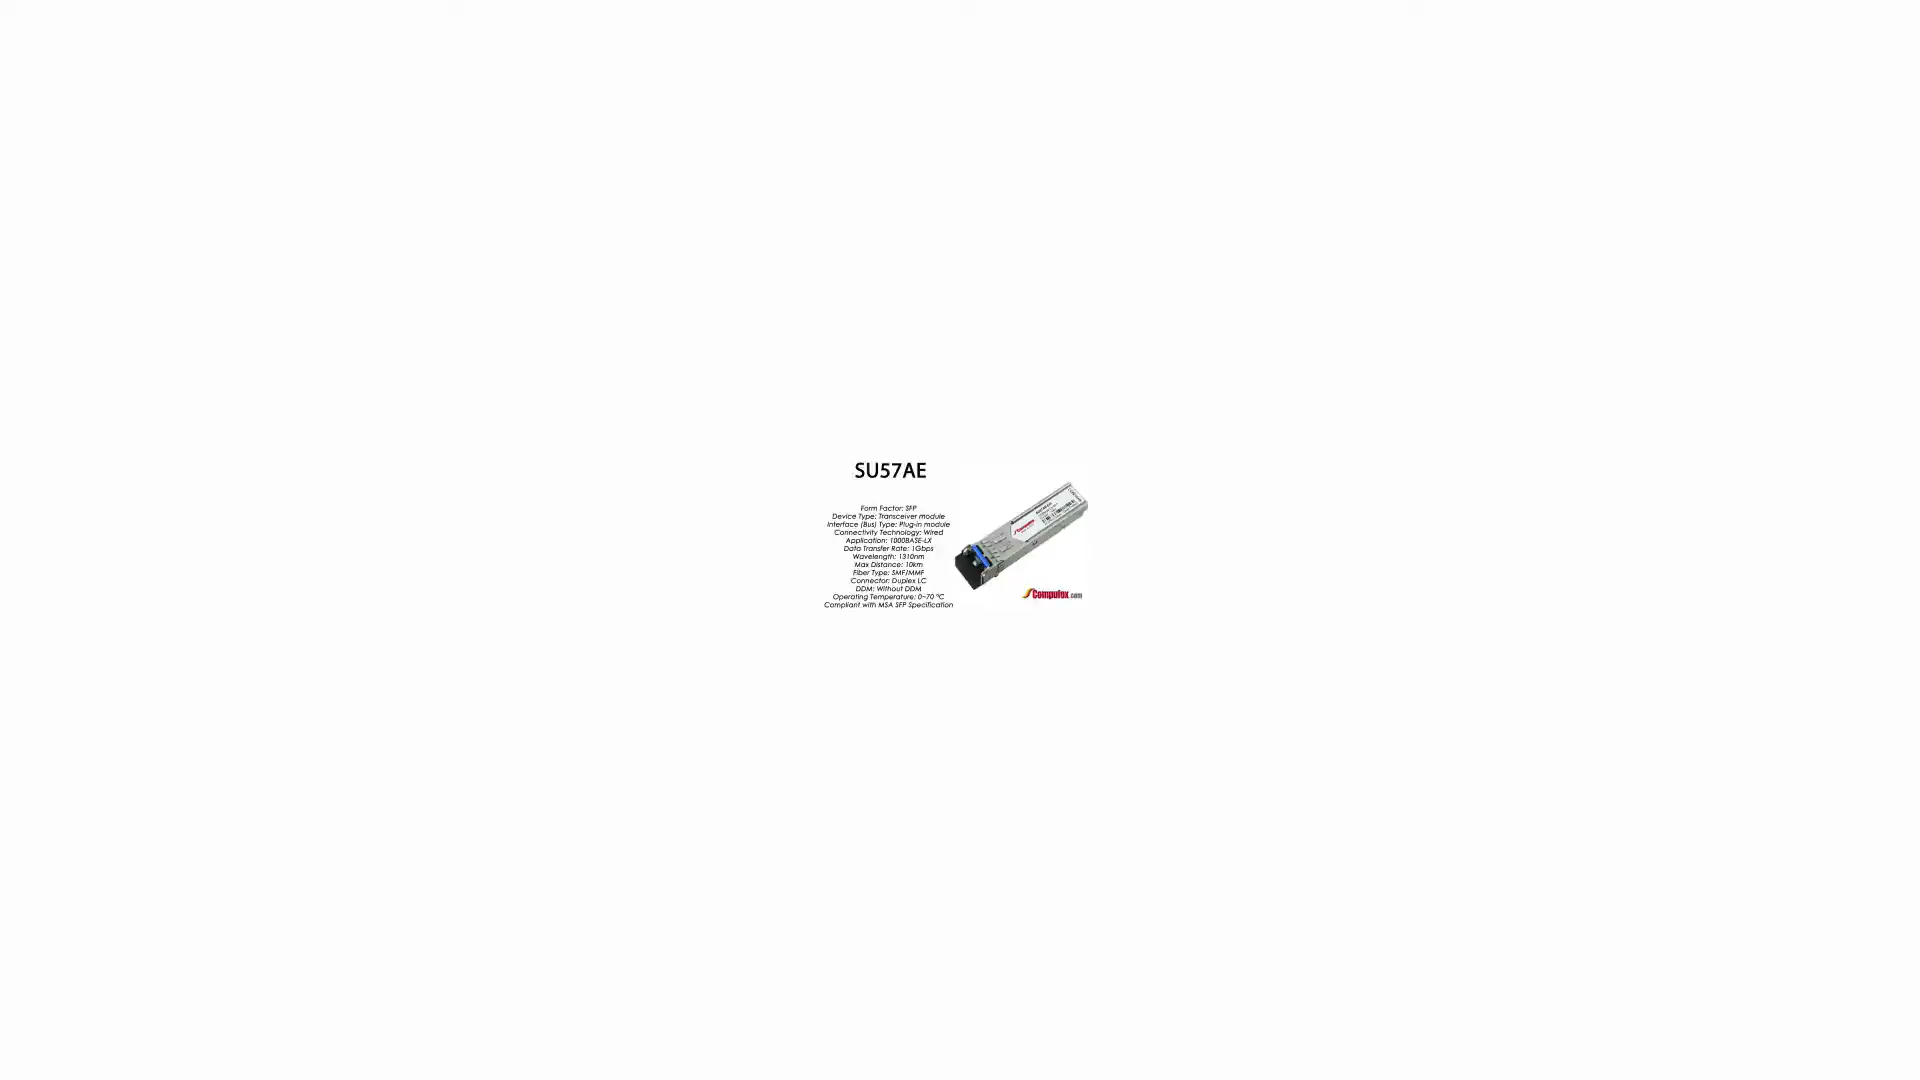 SU57AE
Form Factor: SFP
Device Type: Transceiver module
Interface (Bus) Type: Plug-in module
Connectivity Technology: Wired
Application: 1000BASE-LX
Data Transfer Rate: 1Gbps
Wavelength: 1310nm
Max Distance: 10km
Fiber Type: SMF/MMF
Connector: Duplex LC
DDM: Without DDM
Operating Temperature: 0~70 °C
Compliant with MSA SFP Specification
Compufox
Compufox.com